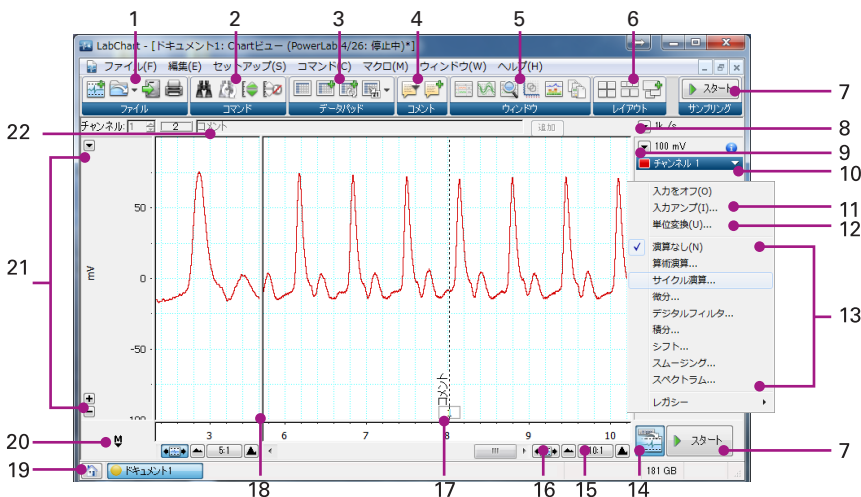 1 2 3 4 5 6
LabChart - [ドキュメント1: Chartビュー (PowerLab 4/26: 停止中)*]
ファイル(F) 編集(E) セットアップ(S) コマンド(C) マクロ(M) ウィンドウ(W) ヘルプ(H)
スタート 7
ファイル コマンド データパッド コメント ウィンドウ レイアウト サンプリング
22 チャンネル: 1 2 コメント 追加 1k /s 8
100 mV 9
チャンネル 1 10
入力をオフ(O)
入力アンプ(I)... 11
単位変換(U)... 12
演算なし(N)
算術演算...
サイクル演算...
微分...
デジタルフィルタ... 13
積分...
シフト...
スムージング...
スペクトラム...
レガシー
21
mV
50
0
-50
-100
コメント
20 M 3 6 7 8 9 10
5:1 10:1 スタート 7
19 ドキュメント1 181 GB
18 17 16 15 14